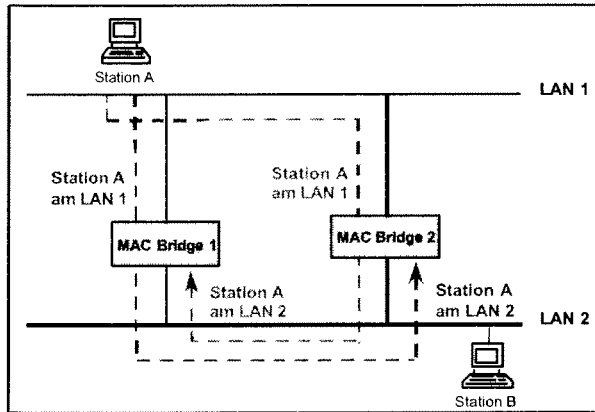 Station A
LAN 1
Station A
am LAN 1
Station A
am LAN 1
MAC Bridge 1
MAC Bridge 2
Station A
am LAN 2
Station A
am LAN 2
LAN 2
Station B